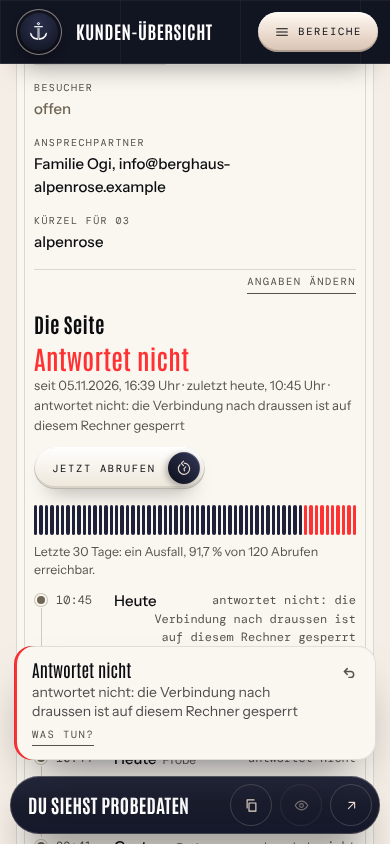 KUNDEN-ÜBERSICHT
BEREICHE
BESUCHER
offen
ANSPRECHPARTNER
Familie Ogi, info@berghaus-
alpenrose.example
KÜRZEL FÜR 03
alpenrose
ANGABEN ÄNDERN
Die Seite
Antwortet nicht
seit 05.11.2026, 16:39 Uhr · zuletzt heute, 10:45 Uhr ·
antwortet nicht: die Verbindung nach draussen ist auf
diesem Rechner gesperrt
JETZT ABRUFEN
Letzte 30 Tage: ein Ausfall, 91,7 % von 120 Abrufen
erreichbar.
10:45 Heute antwortet nicht: die
Verbindung nach draussen ist
auf diesem Rechner gesperrt
Antwortet nicht
antwortet nicht: die Verbindung nach
draussen ist auf diesem Rechner gesperrt
WAS TUN?
Heute Probe
DU SIEHST PROBEDATEN